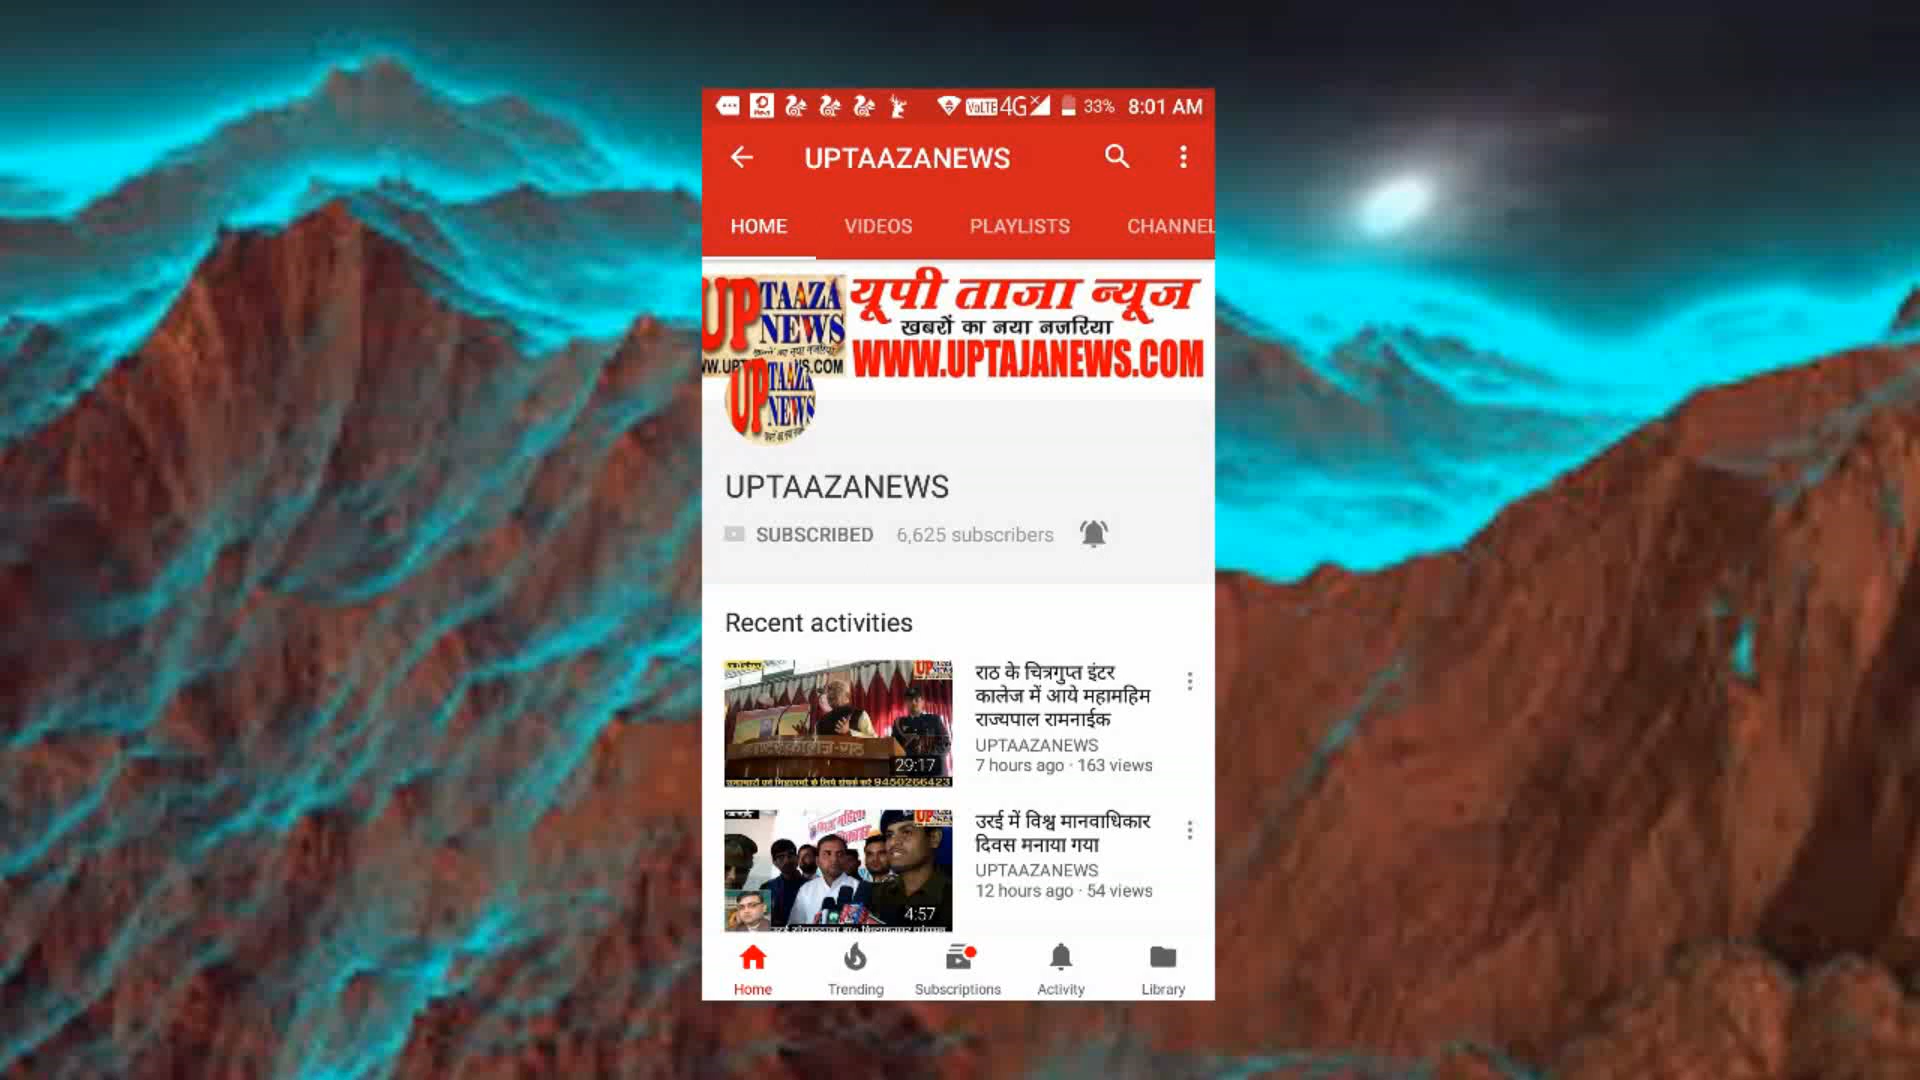 VoLTE 4G 33% 8:01 AM
UPTAAZANEWS
HOME VIDEOS PLAYLISTS CHANNEL
UP TAAZA NEWS
यूपी ताजा न्यूज
खबरों का नया नजरिया
WWW.UPTAJANEWS.COM
UP TAAZA NEWS
UPTAAZANEWS
SUBSCRIBED 6,625 subscribers
Recent activities
राठ के चित्रगुप्त इंटर
कालेज में आये महामहिम
राज्यपाल रामनाईक
UPTAAZANEWS
7 hours ago · 163 views
29:17
उरई में विश्व मानवाधिकार
दिवस मनाया गया
UPTAAZANEWS
12 hours ago · 54 views
4:57
Home Trending Subscriptions Activity Library